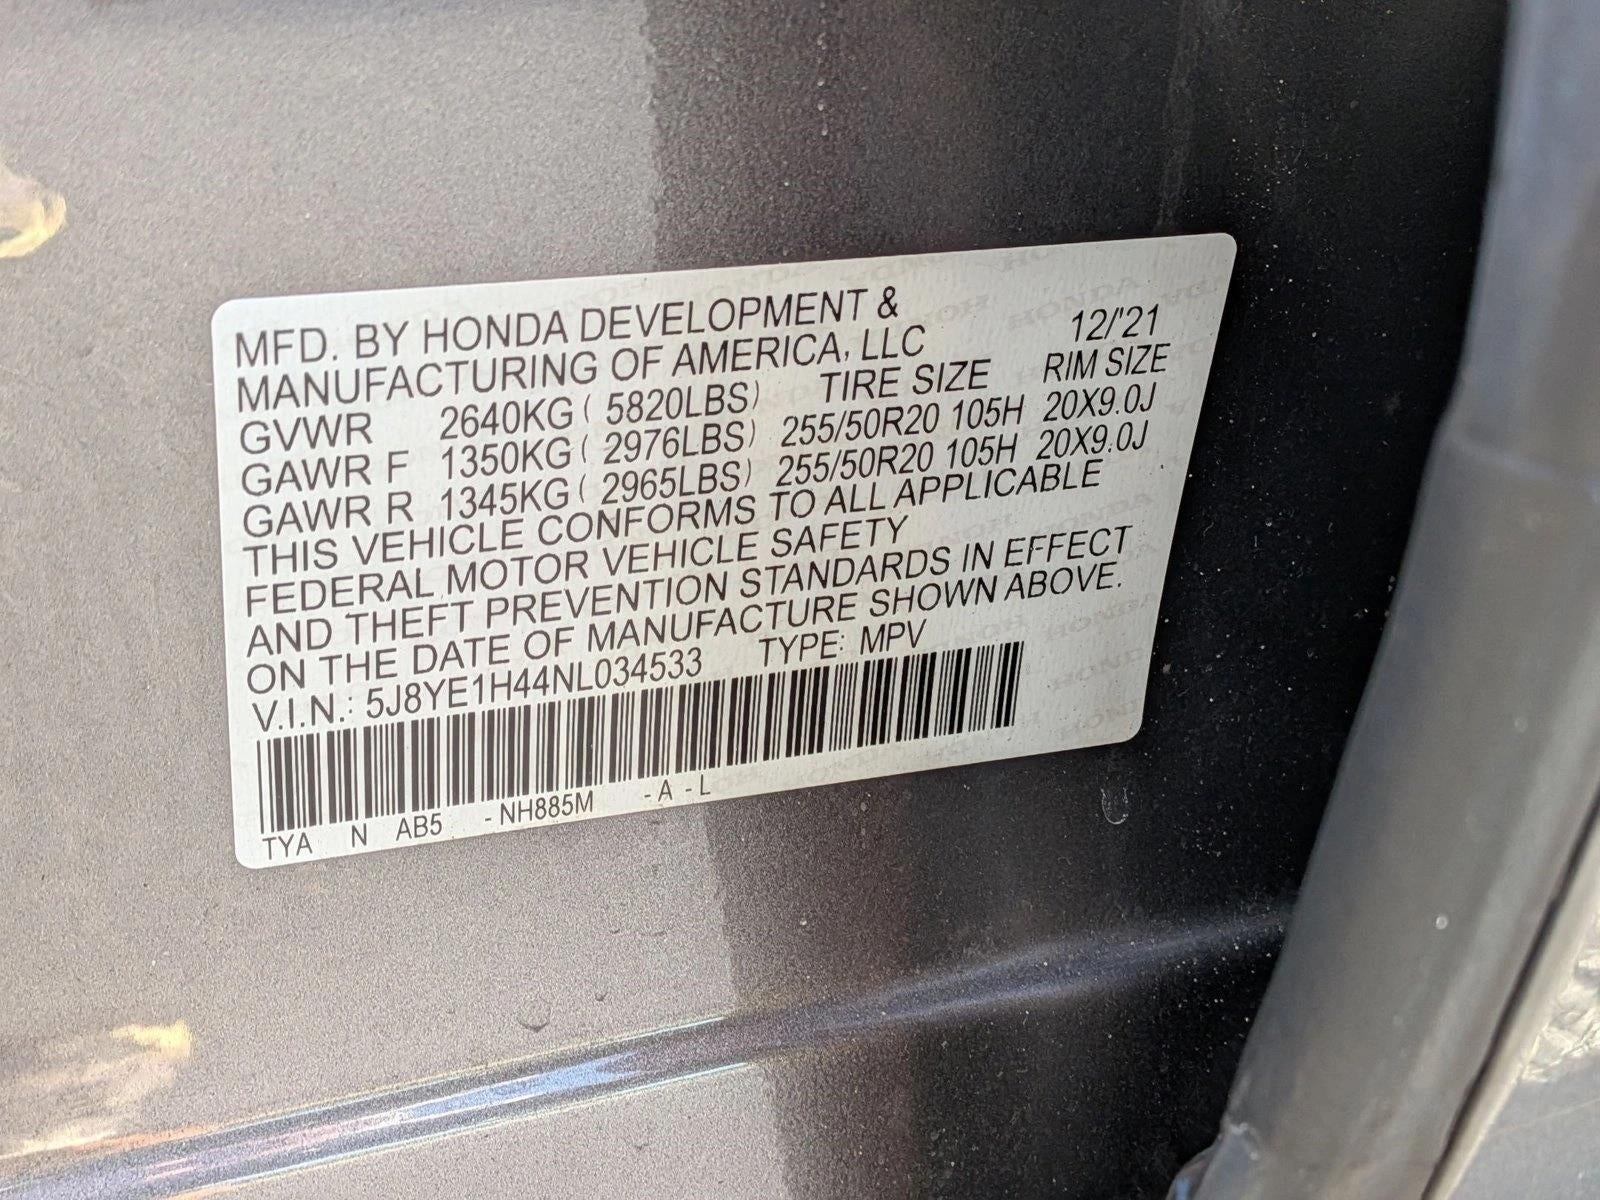 MFD. BY HONDA DEVELOPMENT &
MANUFACTURING OF AMERICA, LLC 12/'21
GVWR 2640KG ( 5820LBS) TIRE SIZE RIM SIZE
GAWR F 1350KG ( 2976LBS) 255/50R20 105H 20X9.0J
GAWR R 1345KG ( 2965LBS) 255/50R20 105H 20X9.0J
THIS VEHICLE CONFORMS TO ALL APPLICABLE
FEDERAL MOTOR VEHICLE SAFETY
AND THEFT PREVENTION STANDARDS IN EFFECT
ON THE DATE OF MANUFACTURE SHOWN ABOVE.
V.I.N.: 5J8YE1H44NL034533 TYPE: MPV
TYA N AB5 - NH885M - A - L